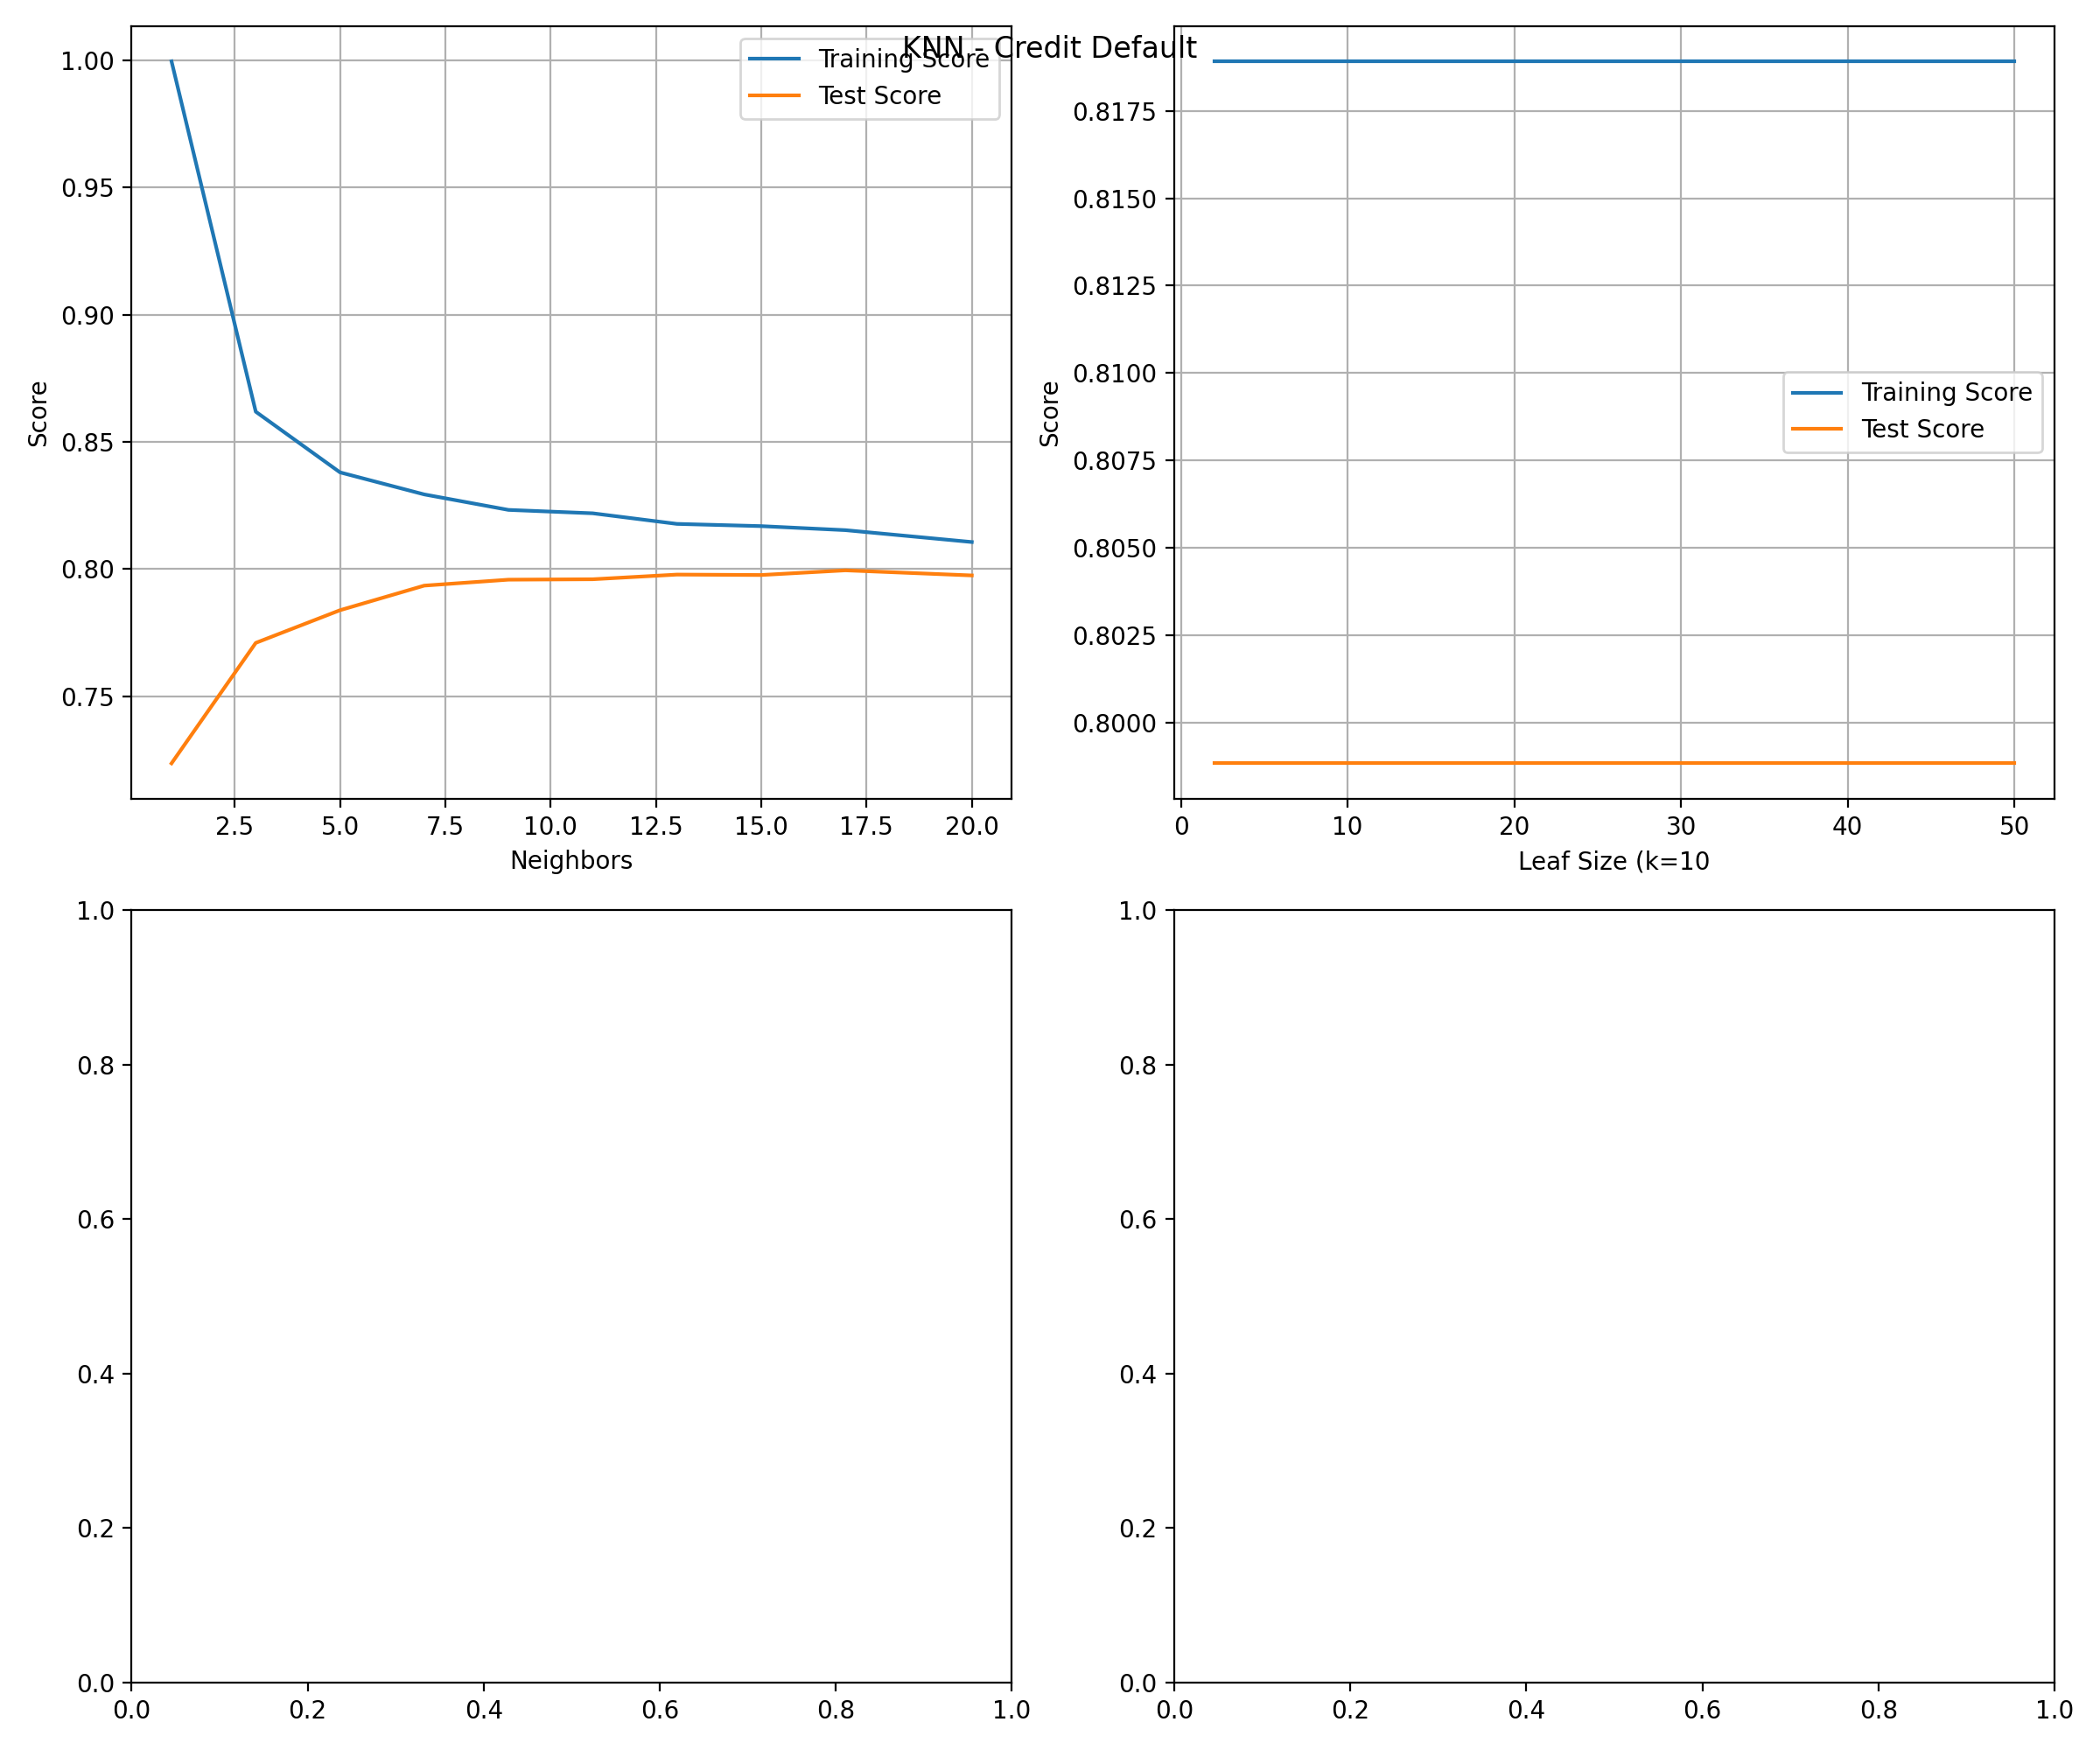 KNN - Credit Default
1.00
0.95
0.90
0.85
0.80
0.75
Score
Training Score
Test Score
2.5 5.0 7.5 10.0 12.5 15.0 17.5 20.0
Neighbors
0.8175
0.8150
0.8125
0.8100
0.8075
0.8050
0.8025
0.8000
Score
Training Score
Test Score
0 10 20 30 40 50
Leaf Size (k=10
1.0
0.8
0.6
0.4
0.2
0.0
0.0 0.2 0.4 0.6 0.8 1.0
1.0
0.8
0.6
0.4
0.2
0.0
0.0 0.2 0.4 0.6 0.8 1.0